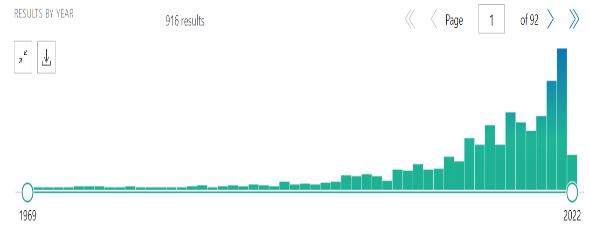 RESULTS BY YEAR
916 results
Page 1 of 92
1969
2022